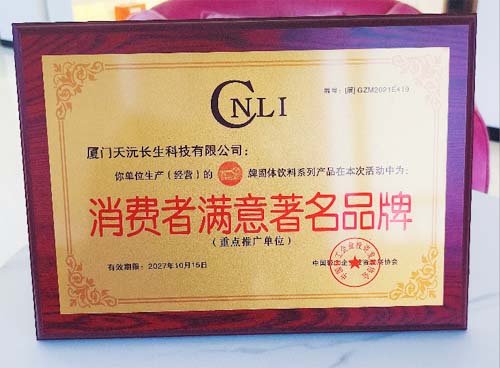 CNLI
编号:[厦] GZM2021E419
厦门天沅长生科技有限公司:
你单位生产(经营)的 牌固体饮料系列产品在本次活动中为:
消费者满意著名品牌
(重点推广单位)
有效期限:2027年10月15日